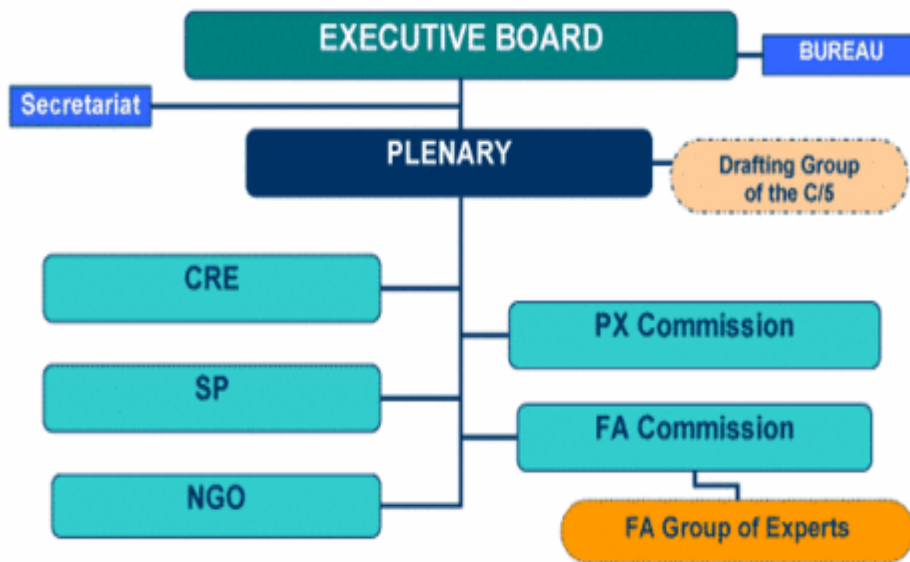 EXECUTIVE BOARD
BUREAU
Secretariat
PLENARY
Drafting Group
of the C/5
CRE
PX Commission
SP
FA Commission
NGO
FA Group of Experts